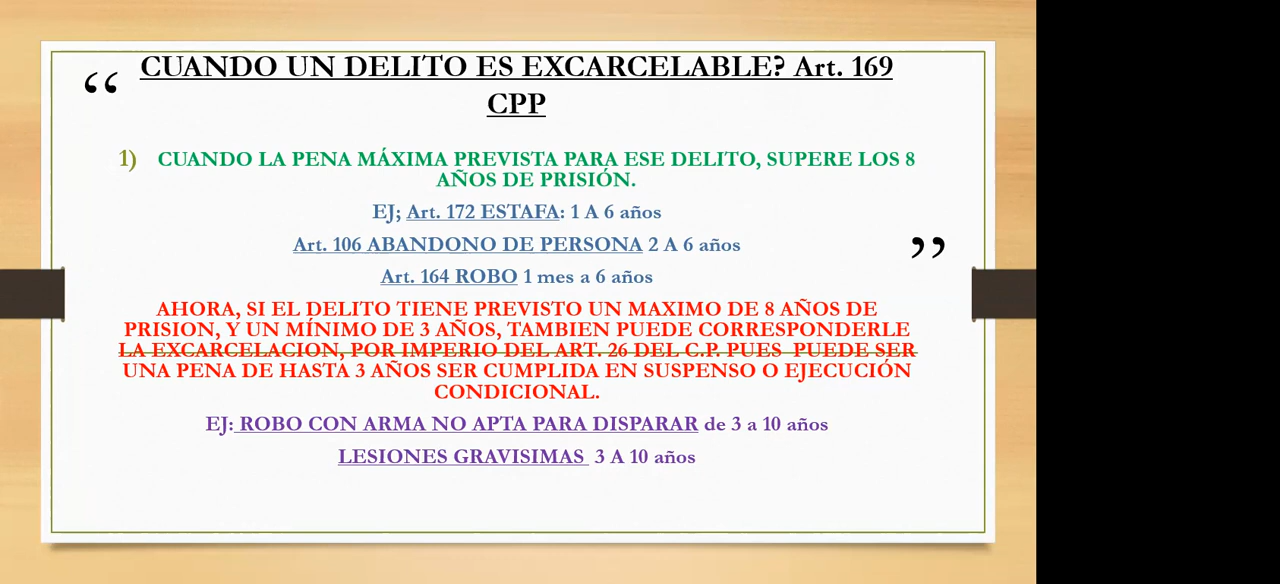 “ CUANDO UN DELITO ES EXCARCELABLE? Art. 169
CPP
1) CUANDO LA PENA MÁXIMA PREVISTA PARA ESE DELITO, SUPERE LOS 8
AÑOS DE PRISIÓN.
EJ; Art. 172 ESTAFA: 1 A 6 años
Art. 106 ABANDONO DE PERSONA 2 A 6 años
”
Art. 164 ROBO 1 mes a 6 años
AHORA, SI EL DELITO TIENE PREVISTO UN MAXIMO DE 8 AÑOS DE
PRISION, Y UN MÍNIMO DE 3 AÑOS, TAMBIEN PUEDE CORRESPONDERLE
LA EXCARCELACION, POR IMPERIO DEL ART. 26 DEL C.P. PUES PUEDE SER
UNA PENA DE HASTA 3 AÑOS SER CUMPLIDA EN SUSPENSO O EJECUCIÓN
CONDICIONAL.
EJ: ROBO CON ARMA NO APTA PARA DISPARAR de 3 a 10 años
LESIONES GRAVISIMAS 3 A 10 años